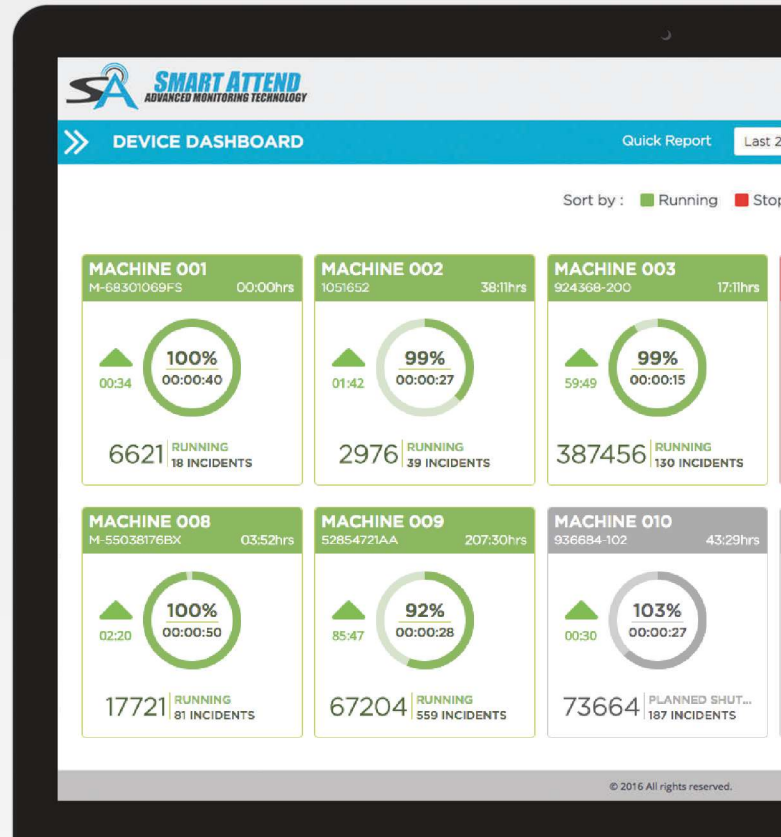 SA SMART ATTEND
ADVANCED MONITORING TECHNOLOGY
DEVICE DASHBOARD Quick Report Last 2
Sort by : Running Stop
MACHINE 001
M-68301069FS 00:00hrs
100%
00:00:40
00:34
6621 RUNNING
18 INCIDENTS
MACHINE 002
1051652 38:11hrs
99%
00:00:27
01:42
2976 RUNNING
39 INCIDENTS
MACHINE 003
924368-200 17:11hrs
99%
00:00:15
59:49
387456 RUNNING
130 INCIDENTS
MACHINE 008
M-55038176BX 03:52hrs
100%
00:00:50
02:20
17721 RUNNING
81 INCIDENTS
MACHINE 009
52854721AA 207:30hrs
92%
00:00:28
85:47
67204 RUNNING
559 INCIDENTS
MACHINE 010
936684-102 43:29hrs
103%
00:00:27
00:30
73664 PLANNED SHUT...
187 INCIDENTS
© 2016 All rights reserved.